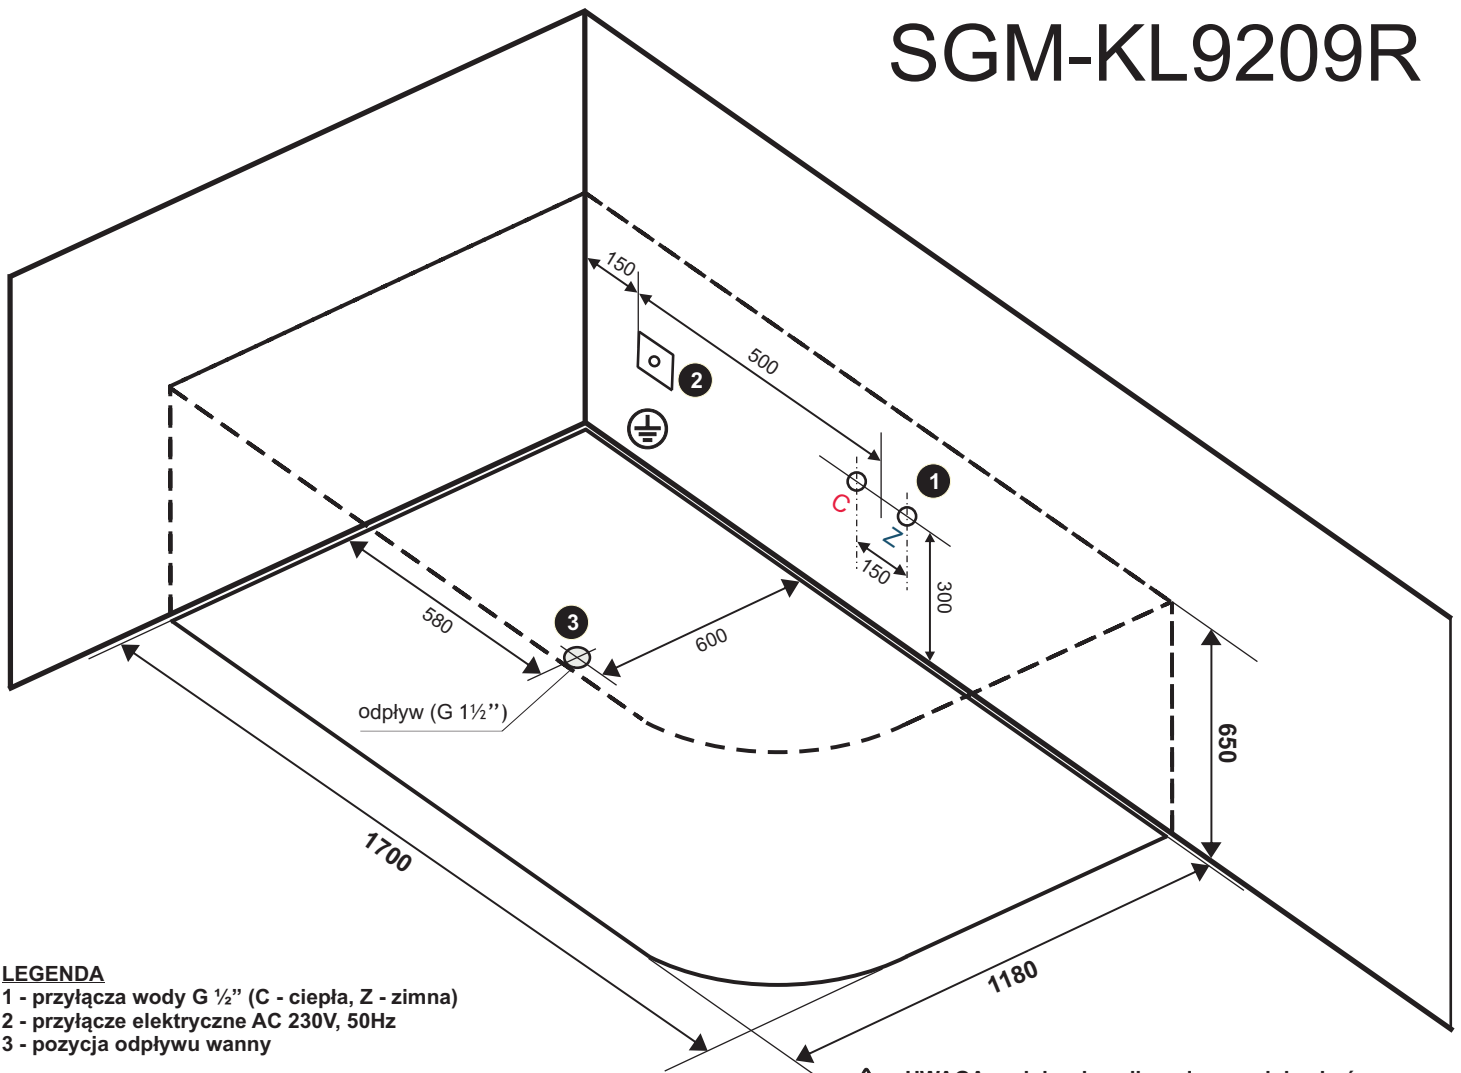 SGM-KL9209R
150
500
2
1
C
Z
150
300
580
3
600
odpływ (G 1½”)
650
1700
1180
LEGENDA
1 - przyłącza wody G ½” (C - ciepła, Z - zimna)
2 - przyłącze elektryczne AC 230V, 50Hz
3 - pozycja odpływu wanny